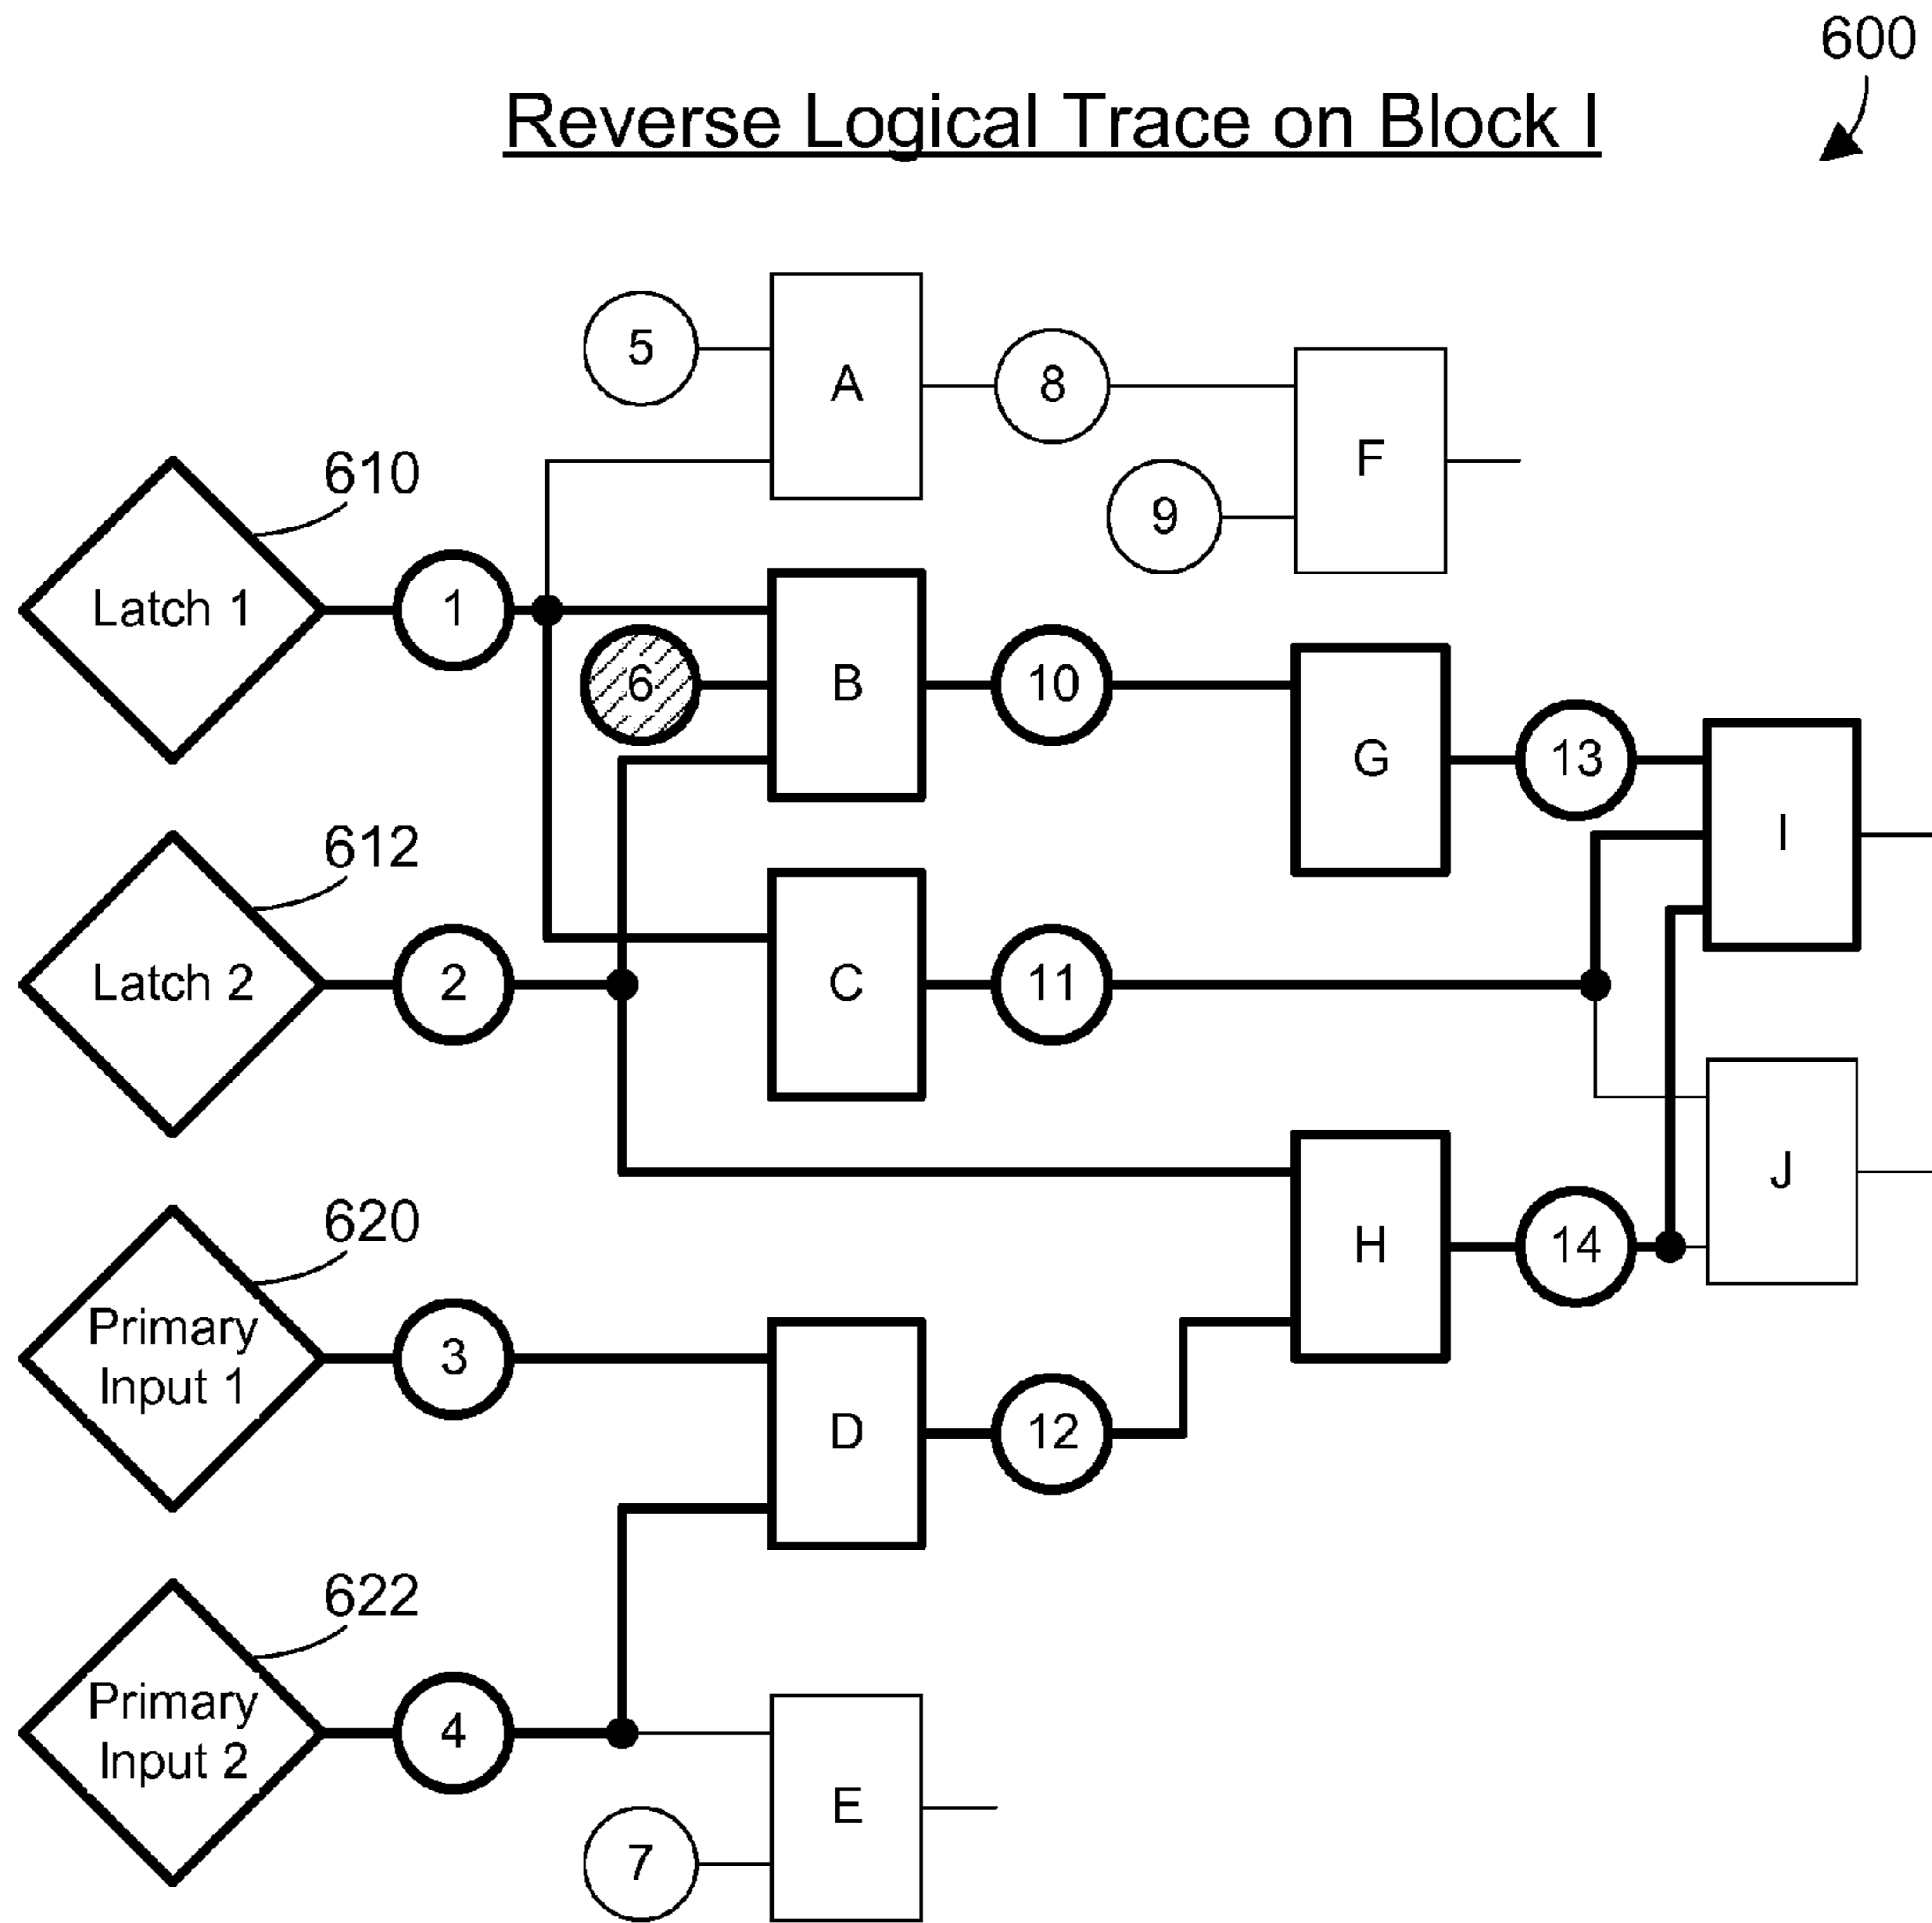 600
Reverse Logical Trace on Block I
5
A
8
F
9
610
Latch 1
1
6
B
10
G
13
I
612
Latch 2
2
C
11
J
620
Primary
Input 1
3
H
14
D
12
622
Primary
Input 2
4
E
7